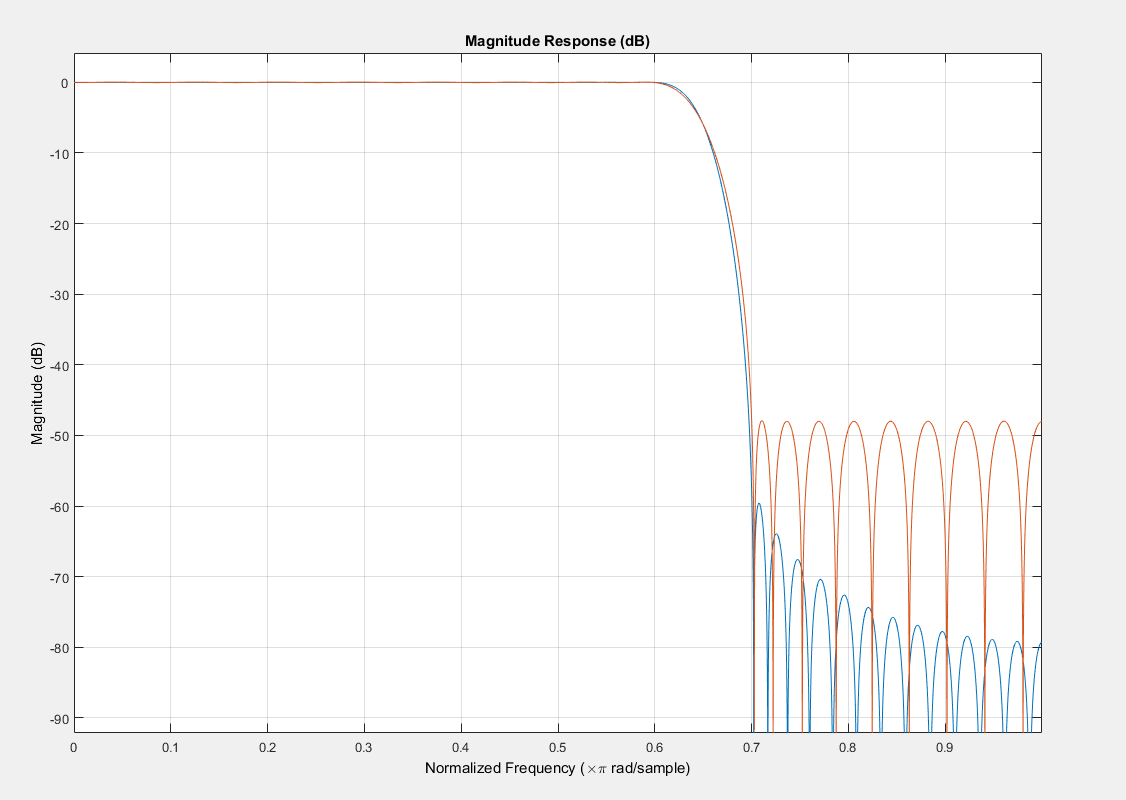 Magnitude Response (dB)
Magnitude (dB)
0
-10
-20
-30
-40
-50
-60
-70
-80
-90
0 0.1 0.2 0.3 0.4 0.5 0.6 0.7 0.8 0.9
Normalized Frequency (×π rad/sample)